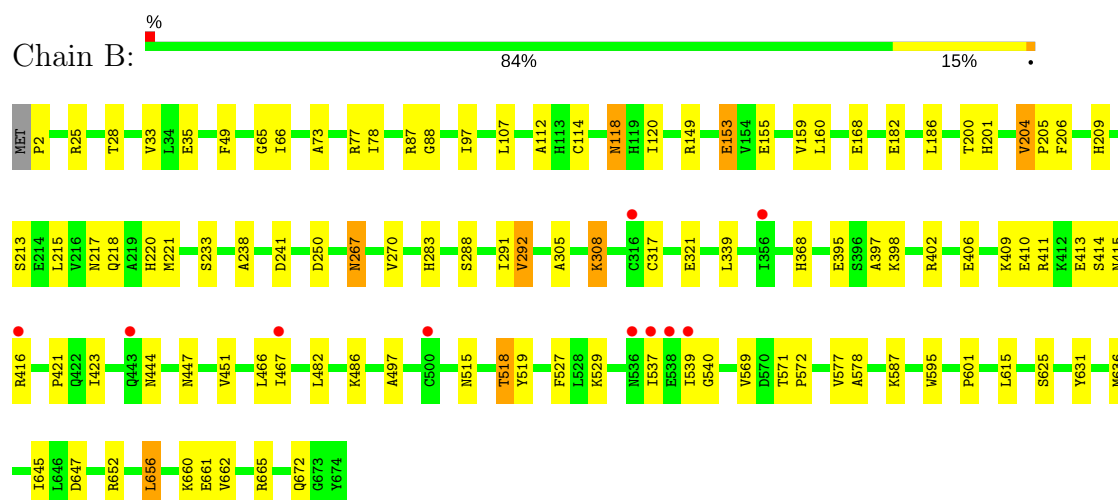 %
Chain B:
84% 15% •
MET P2 R25 T28 V33 L34 E35 F49 G65 I66 A73 R77 I78 R87 G88 I97 L107 A112 H113 C114 N118 H119 I120 R149 E153 V154 E155 V159 L160 E168 E182 L186 T200 H201 V204 P205 F206 H209
S213 E214 L215 V216 N217 Q218 A219 H220 M221 S233 A238 D241 D250 N267 V270 H283 S288 I291 V292 A305 K308 C316 C317 E321 L339 I356 H368 E395 S396 A397 K398 R402 E406 K409 E410 R411 K412 E413 S414 N415
R416 P421 Q422 I423 Q443 N444 N447 V451 L466 I467 L482 K486 A497 C500 N515 T518 Y519 F527 L528 K529 N536 I537 E538 I539 G540 V569 D570 T571 P572 V577 A578 K587 W595 P601 L615 S625 Y631 M636
I645 L646 D647 R652 L656 K660 E661 V662 R665 Q672 G673 Y674